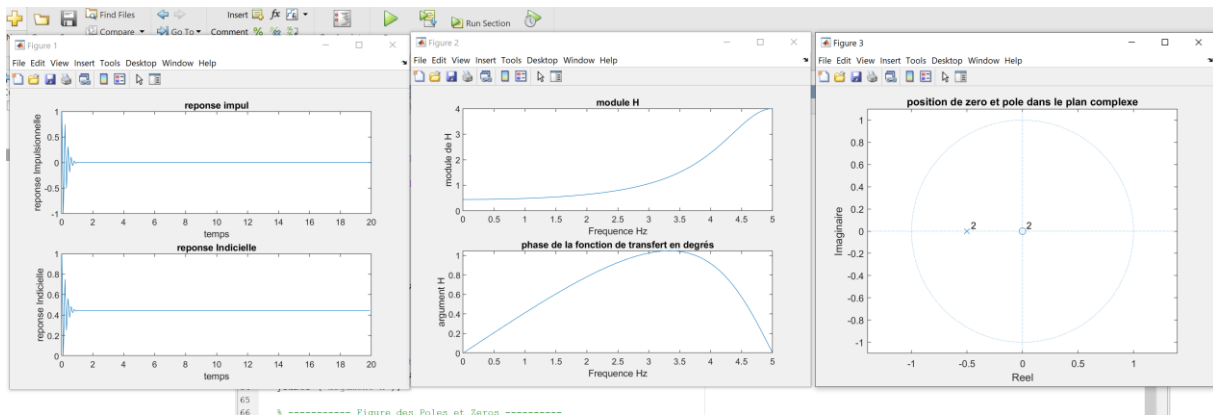 Find Files
Insert
fx
Compare
Go To
Comment
%
Run Section
Figure 1
File Edit View Insert Tools Desktop Window Help
reponse impul
reponse Impulsionnelle
1
0.5
0
-0.5
-1
0 2 4 6 8 10 12 14 16 18 20
temps
reponse Indicielle
reponse Indicielle
1
0.8
0.6
0.4
0.2
0
0 2 4 6 8 10 12 14 16 18 20
temps
Figure 2
File Edit View Insert Tools Desktop Window Help
module H
module de H
4
3
2
1
0
0 0.5 1 1.5 2 2.5 3 3.5 4 4.5 5
Frequence Hz
phase de la fonction de transfert en degrés
argument H
1
0.8
0.6
0.4
0.2
0
0 0.5 1 1.5 2 2.5 3 3.5 4 4.5 5
Frequence Hz
Figure 3
File Edit View Insert Tools Desktop Window Help
position de zero et pole dans le plan complexe
Imaginaire
1
0.8
0.6
0.4
0.2
0
-0.2
-0.4
-0.6
-0.8
-1
2
2
-1 -0.5 0 0.5 1
Reel
65
66 % ----------- Figure des Poles et Zeros ----------